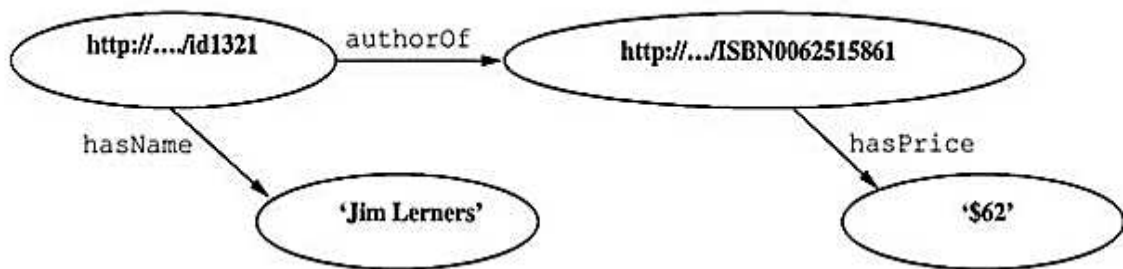 http://..../id1321
authorOf
http://.../ISBN0062515861
hasName
hasPrice
‘Jim Lerners’
‘$62’